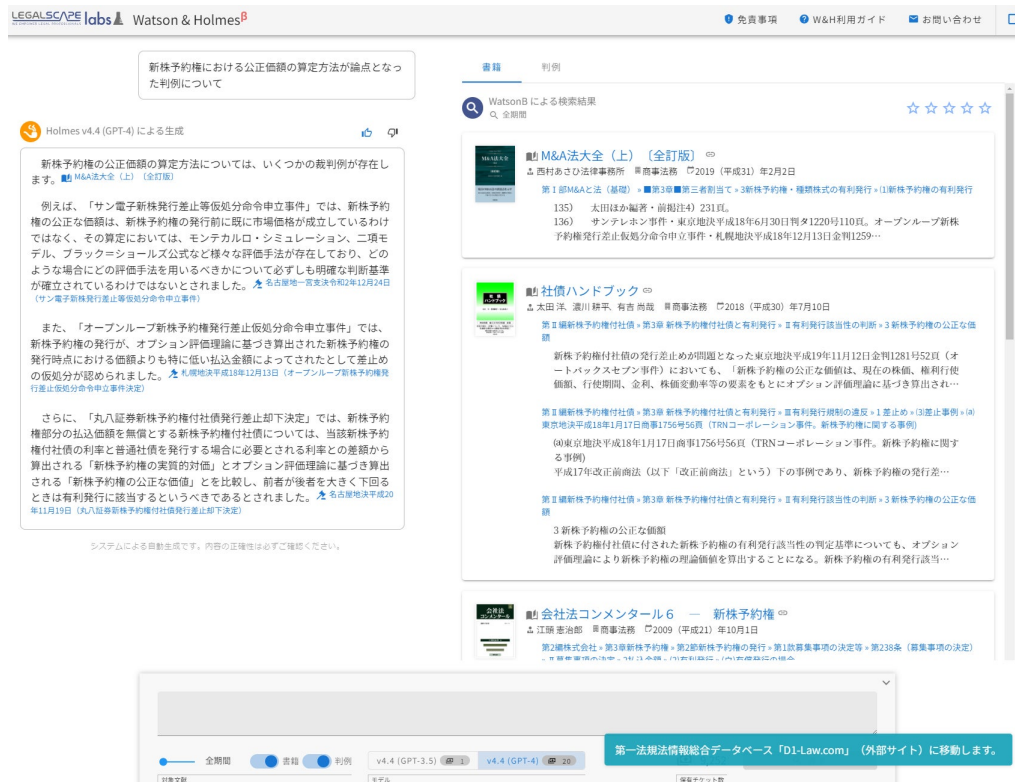 LEGALSCAPE labs Watson & Holmesβ
免責事項
W&H利用ガイド
お問い合わせ
新株予約権における公正価額の算定方法が論点となっ
た判例について
Holmes v4.4 (GPT-4) による生成
新株予約権の公正価額の算定方法については、いくつかの裁判例が存在し
ます。 M&A法大全（上）〔全訂版〕
例えば、「サン電子新株予約権発行差止等仮処分命令申立事件」では、新株予約
権の公正な価額は、新株予約権の発行前に既に市場価格が成立しているわけ
ではなく、その算定においては、モンテカルロ・シミュレーション、二項モ
デル、ブラック＝ショールズ公式など様々な評価手法が存在しており、どの
ような場合にどの評価手法を用いるべきかについて必ずしも明確な判断基準
が確立されているわけではないとされました。 名古屋地一宮支決令和2年12月24日
（サン電子新株予約権発行差止等仮処分命令申立事件）
また、「オープンループ新株予約権発行差止仮処分命令申立事件」では、
新株予約権の発行が、オプション評価理論に基づき算出された新株予約権の
発行時点における価額よりも特に低い払込金額によってされたとして差止め
の仮処分が認められました。 札幌地決平成18年12月13日（オープンループ新株予約権発
行差止仮処分命令申立事件決定）
さらに、「丸八証券新株予約権付社債発行差止却下決定」では、新株予約
権部分の払込価額を無償とする新株予約権付社債については、当該新株予約
権付社債の利率と普通社債を発行する場合に必要とされる利率との差額から
算出される「新株予約権の実質的対価」とオプション評価理論に基づき算出
される「新株予約権の公正な価値」とを比較し、前者が後者を大きく下回る
ときは有利発行に該当するというべきであるとされました。 名古屋地決平成20
年11月19日（丸八証券新株予約権付社債発行差止却下決定）
システムによる自動生成です。内容の正確性は必ずご確認ください。
書籍
判例
WatsonB による検索結果
全期間
M&A法大全（上）〔全訂版〕
西村あさひ法律事務所 商事法務 2019（平成31）年2月2日
第Ⅰ部M&Aと法（基礎）» ■第3章■第三者割当て » 3新株予約権・種類株式の有利発行 » ⑴新株予約権の有利発行
135） 太田ほか編著・前掲注4）231頁。
136） サンテレホン事件・東京地決平成18年6月30日判タ1220号110頁。オープンループ新株
予約権発行差止仮処分命令申立事件・札幌地決平成18年12月13日金判1259…
社債ハンドブック
太田 洋、濃川 耕平、有吉 尚哉 商事法務 2018（平成30）年7月10日
第Ⅱ編新株予約権付社債 » 第3章 新株予約権付社債と有利発行 » Ⅱ有利発行該当性の判断 » 3 新株予約権の公正な価
額
新株予約権付社債の発行差止めが問題となった東京地決平成19年11月12日金判1281号52頁（オ
ートバックスセブン事件）においても、「新株予約権の公正な価値は、現在の株価、権利行使
価額、行使期間、金利、株価変動率等の要素をもとにオプション評価理論に基づき算出され…
第Ⅱ編新株予約権付社債 » 第3章 新株予約権付社債と有利発行 » Ⅲ有利発行規制の違反 » 1 差止め » ⑶差止事例 » ⒜
東京地決平成18年1月17日商事1756号56頁（TRNコーポレーション事件。新株予約権に関する事例）
⒜東京地決平成18年1月17日商事1756号56頁（TRNコーポレーション事件。新株予約権に関す
る事例）
平成17年改正前商法（以下「改正前商法」という）下の事例であり、新株予約権の発行差…
第Ⅱ編新株予約権付社債 » 第3章 新株予約権付社債と有利発行 » Ⅱ有利発行該当性の判断 » 3 新株予約権の公正な価
額
3 新株予約権の公正な価額
新株予約権付社債に付された新株予約権の有利発行該当性の判定基準についても、オプション
評価理論により新株予約権の理論価値を算出することになる。新株予約権の有利発行該当…
会社法コンメンタール６ ― 新株予約権
江頭 憲治郎 商事法務 2009（平成21）年10月1日
第2編株式会社 » 第3章新株予約権 » 第2節新株予約権の発行 » 第1款募集事項の決定等 » 第238条（募集事項の決定）
全期間
書籍
判例
v4.4 (GPT-3.5) 1
v4.4 (GPT-4) 20
第一法規法情報総合データベース「D1-Law.com」（外部サイト）に移動します。
対象文献
モデル
保有チケット数